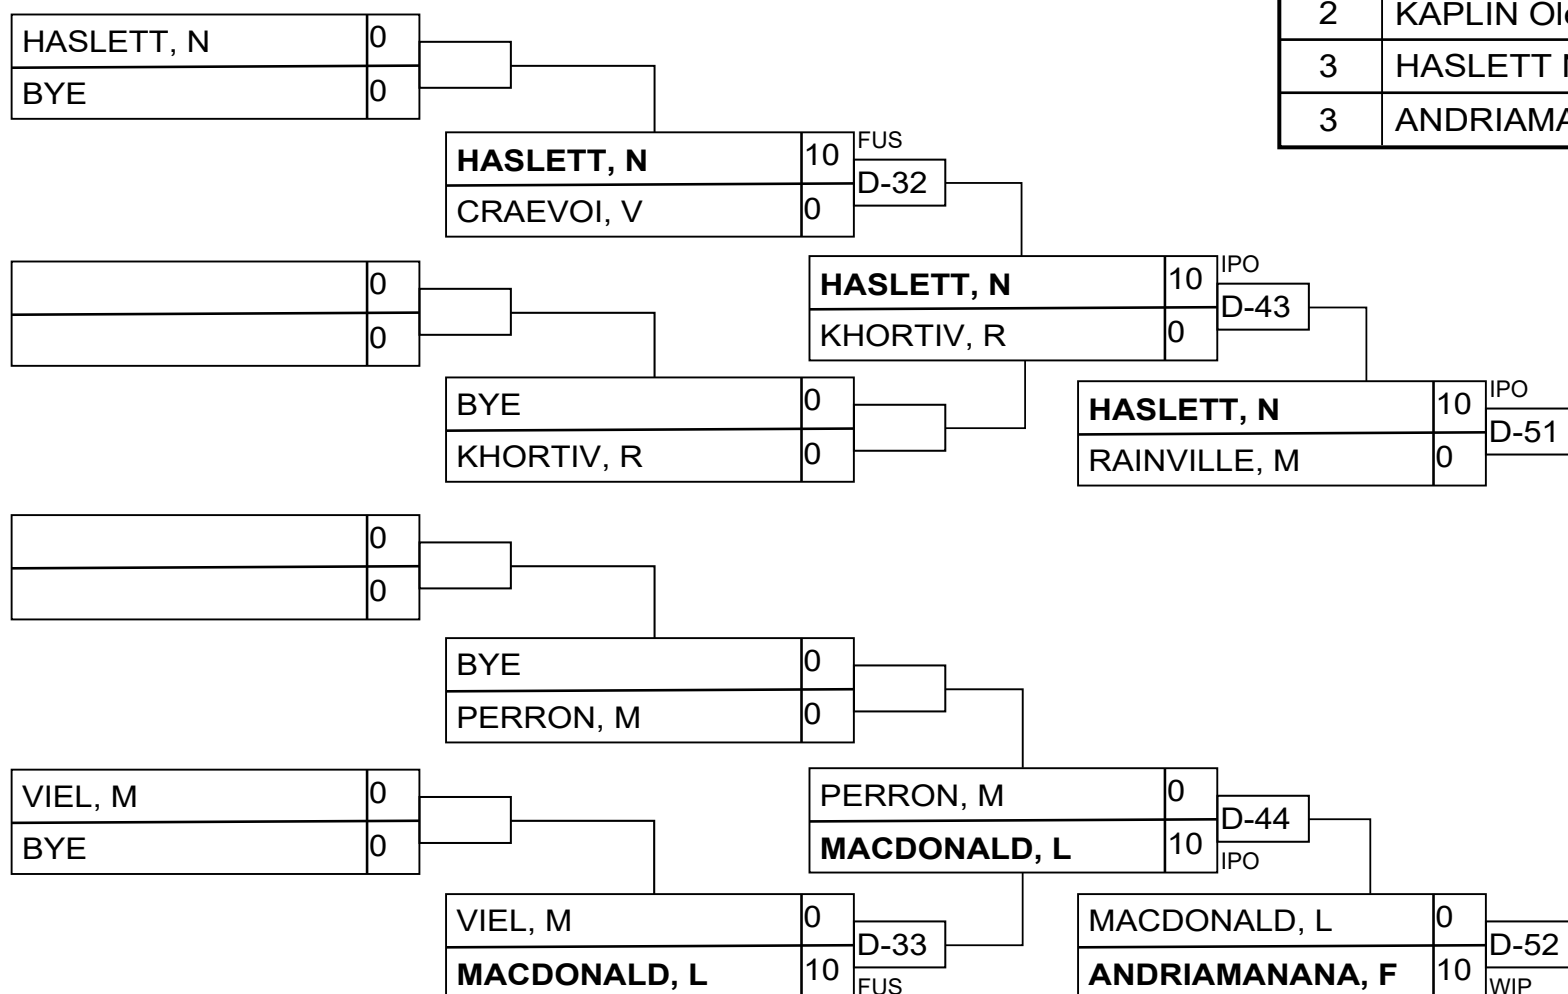 2 KAPLIN
3 HASLETT
3
HASLETT, N 0
BYE 0
HASLETT, N 10 FUS
D-32
CRAEVOI, V 0
0
0
HASLETT, N 10 IPO
D-43
KHORTIV, R 0
BYE 0
KHORTIV, R 0
HASLETT, N 10 IPO
D-51
RAINVILLE, M 0
0
0
BYE 0
PERRON, M 0
VIEL, M 0
BYE 0
PERRON, M 0
D-44
MACDONALD, L 10 IPO
VIEL, M 0
D-33
MACDONALD, L 10 FUS
MACDONALD, L 0
D-52
ANDRIAMANANA, F 10 WIP